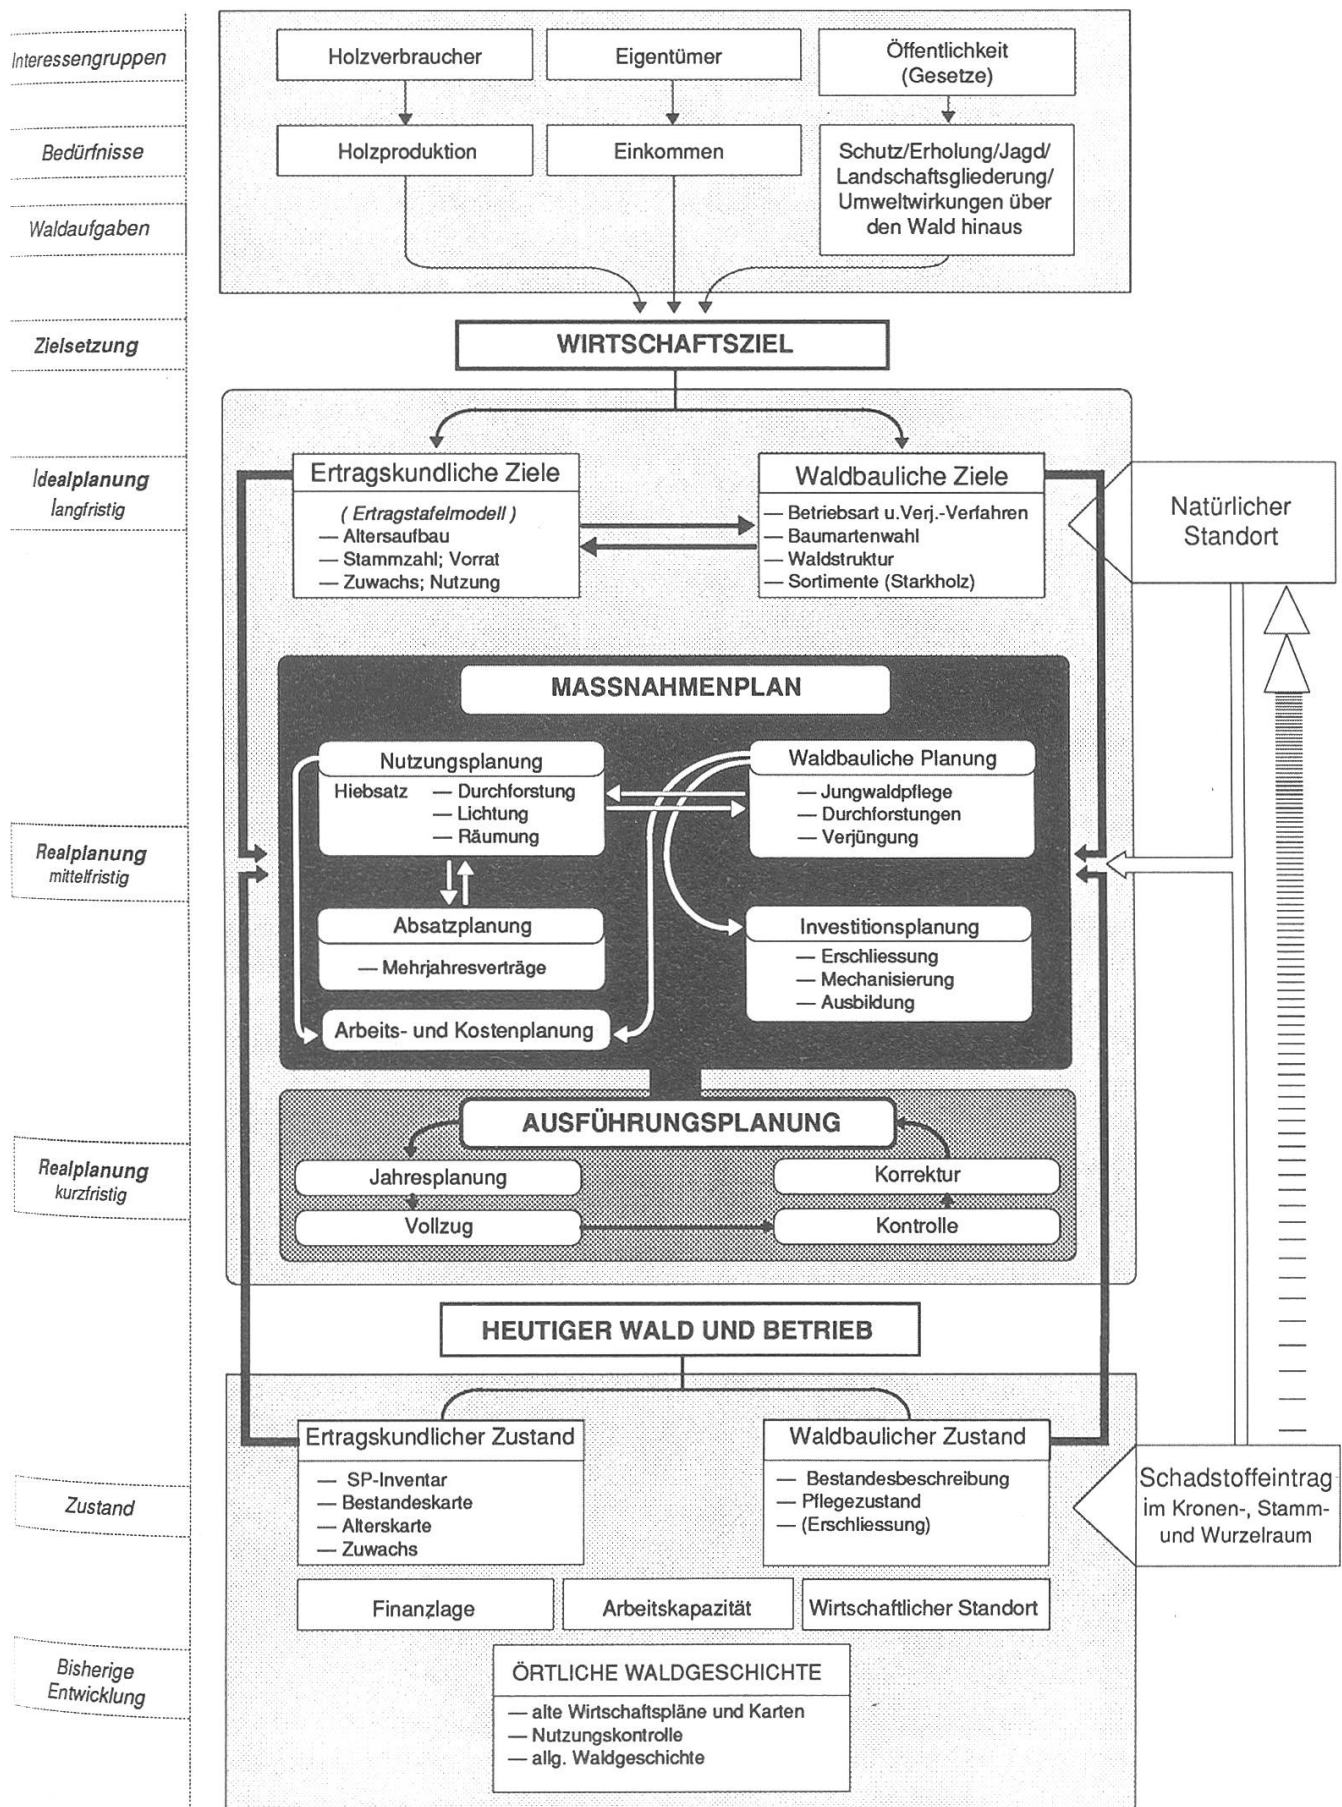 Interessengruppen
Holzverbraucher
Eigentümer
Öffentlichkeit
(Gesetze)
Bedürfnisse
Holzproduktion
Einkommen
Schutz/Erholung/Jagd/
Landschaftsgliederung/
Umweltwirkungen über
den Wald hinaus
Waldaufgaben
Zielsetzung
WIRTSCHAFTSZIEL
Idealplanung
langfristig
Ertragskundliche Ziele
( Ertragstafelmodell )
— Altersaufbau
— Stammzahl; Vorrat
— Zuwachs; Nutzung
Waldbauliche Ziele
— Betriebsart u.Verj.-Verfahren
— Baumartenwahl
— Waldstruktur
— Sortimente (Starkholz)
Natürlicher
Standort
MASSNAHMENPLAN
Nutzungsplanung
Hiebsatz — Durchforstung
— Lichtung
— Räumung
Waldbauliche Planung
— Jungwaldpflege
— Durchforstungen
— Verjüngung
Realplanung
mittelfristig
Absatzplanung
— Mehrjahresverträge
Investitionsplanung
— Erschliessung
— Mechanisierung
— Ausbildung
Arbeits- und Kostenplanung
AUSFÜHRUNGSPLANUNG
Realplanung
kurzfristig
Jahresplanung
Korrektur
Vollzug
Kontrolle
HEUTIGER WALD UND BETRIEB
Zustand
Ertragskundlicher Zustand
— SP-Inventar
— Bestandeskarte
— Alterskarte
— Zuwachs
Waldbaulicher Zustand
— Bestandesbeschreibung
— Pflegezustand
— (Erschliessung)
Schadstoffeintrag
im Kronen-, Stamm-
und Wurzelraum
Finanzlage
Arbeitskapazität
Wirtschaftlicher Standort
Bisherige
Entwicklung
ÖRTLICHE WALDGESCHICHTE
— alte Wirtschaftspläne und Karten
— Nutzungskontrolle
— allg. Waldgeschichte